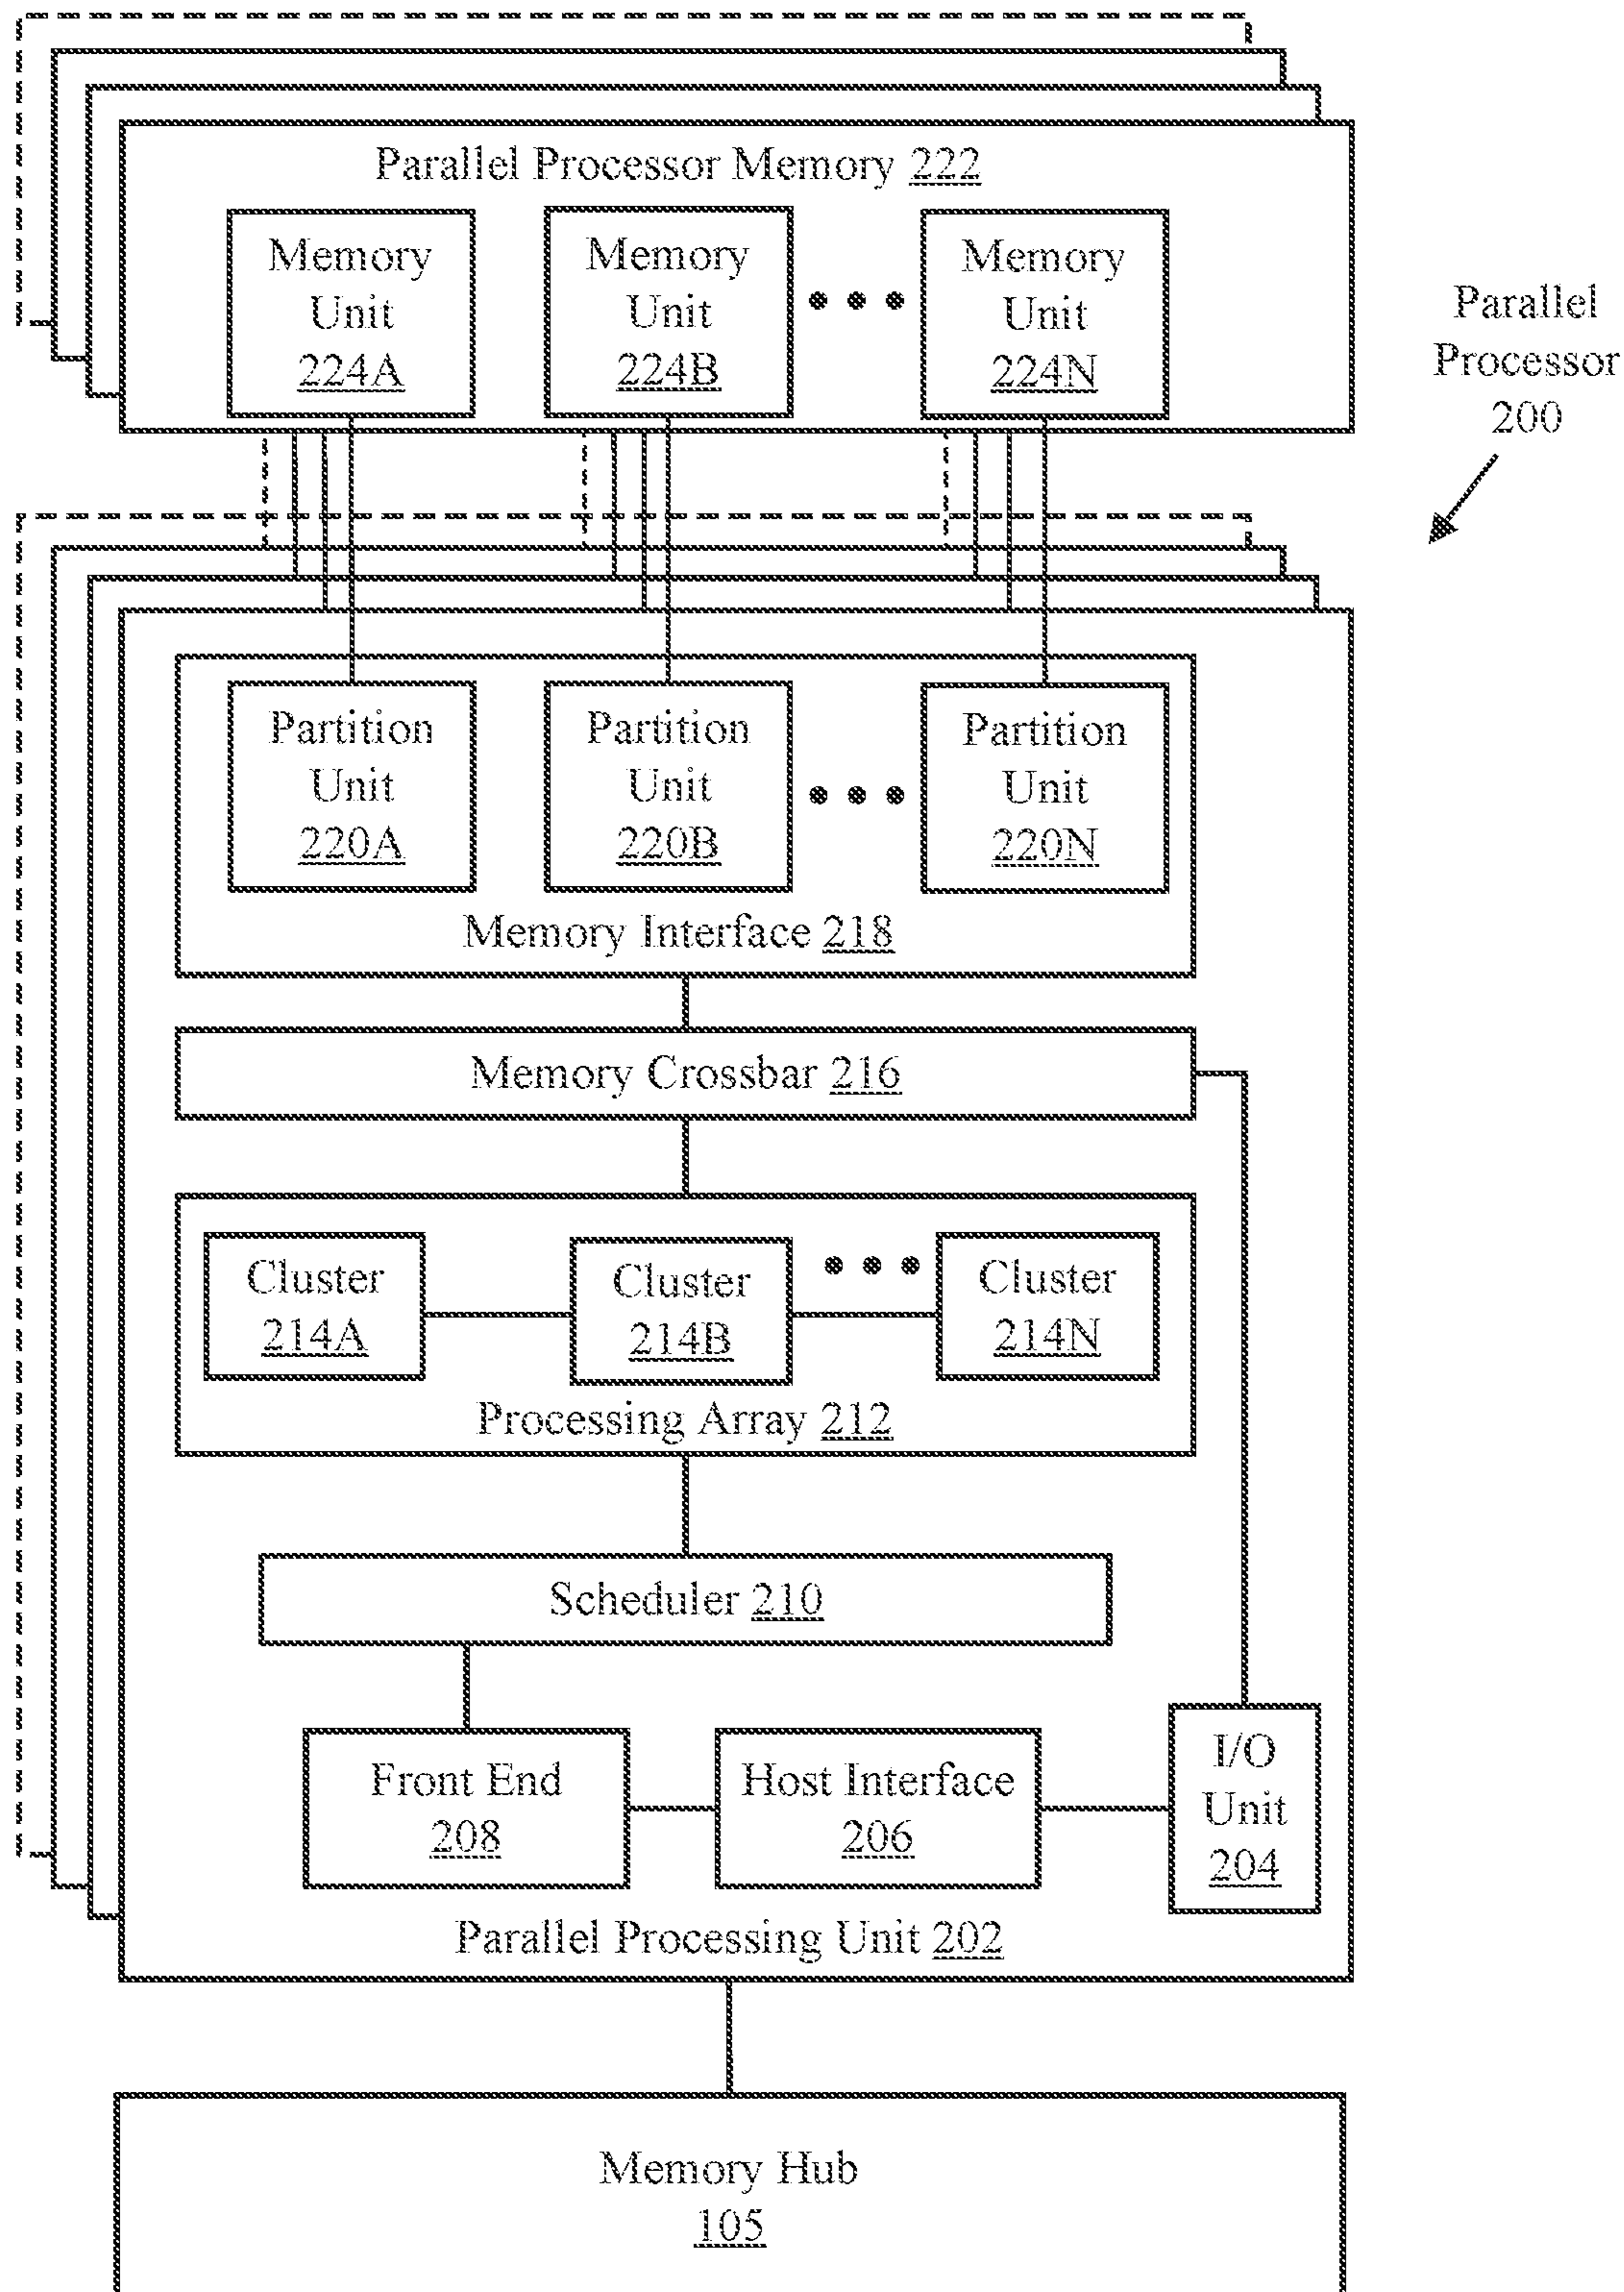 Parallel Processor Memory 222
Memory
Unit
224A
Memory
Unit
224B
Memory
Unit
224N
Parallel
Processor
200
Partition
Unit
220A
Partition
Unit
220B
Partition
Unit
220N
Memory Interface 218
Memory Crossbar 216
Cluster
214A
Cluster
214B
Cluster
214N
Processing Array 212
Scheduler 210
Front End
208
Host Interface
206
I/O
Unit
204
Parallel Processing Unit 202
Memory Hub
105